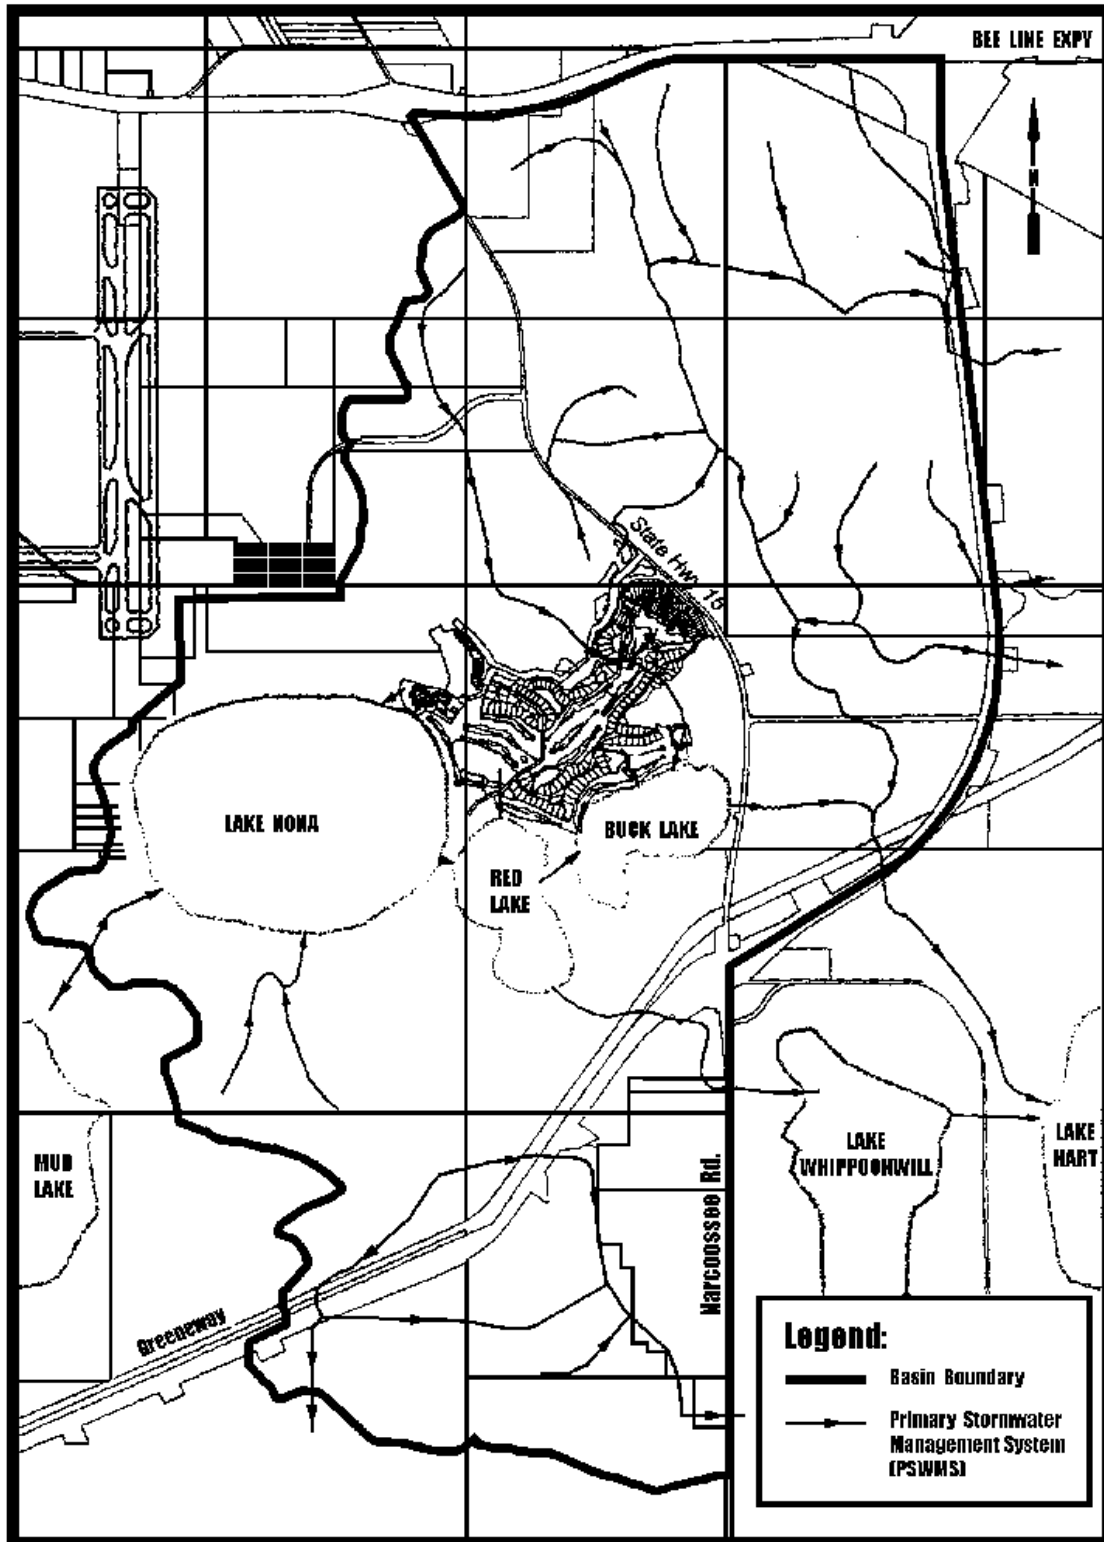 BEE LINE EXPY
N
State Hwy 15
LAKE NONA
BUCK LAKE
RED
LAKE
MUD
LAKE
LAKE
WHIPPOORWILL
LAKE
HART
Narcoossee Rd.
Greeneway
Legend:
Basin Boundary
Primary Stormwater
Management System
(PSWMS)